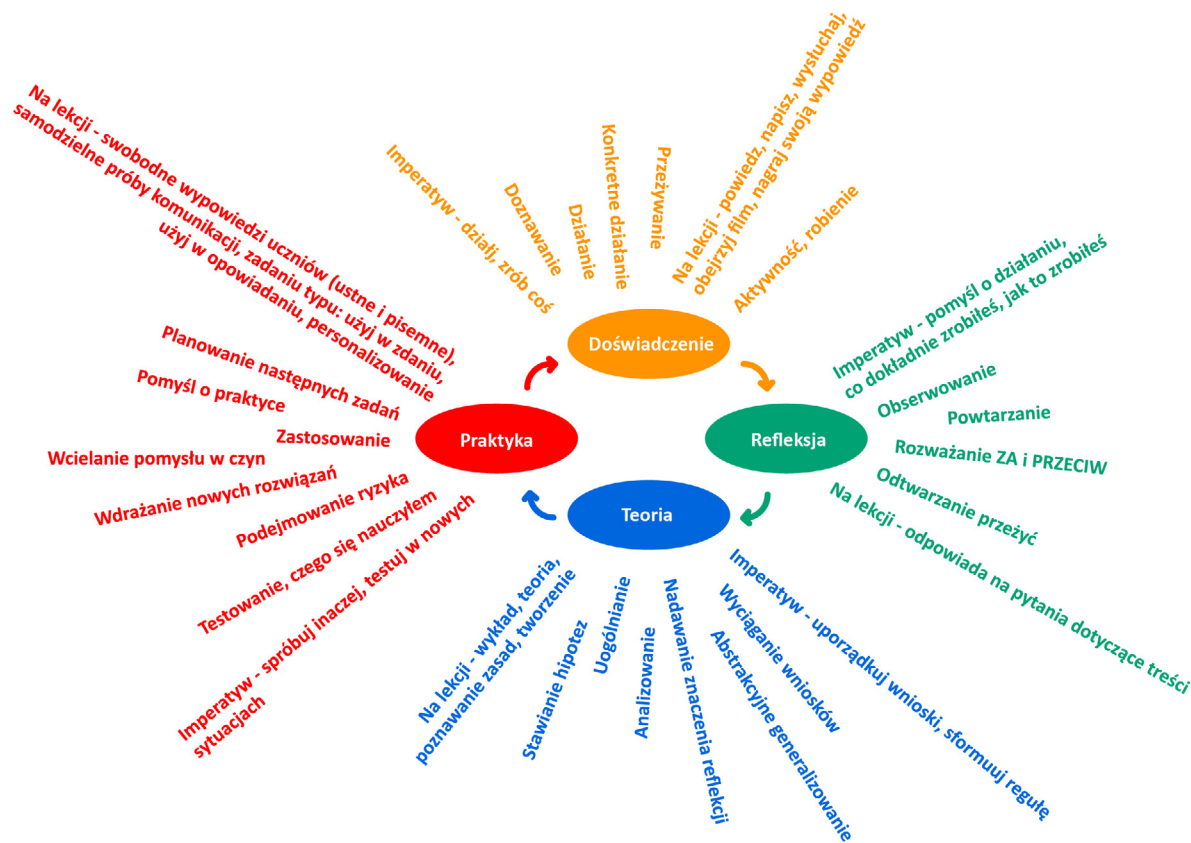 Doświadczenie
Imperatyw - działj, zrób coś
Doznawanie
Działanie
Konkretne działanie
Przeżywanie
Na lekcji - powiedz, napisz, wysłuchaj,
obejrzyj film, nagraj swoją wypowiedź
Aktywność, robienie
Refleksja
Imperatyw - pomyśl o działaniu,
co dokładnie zrobiłeś, jak to zrobiłeś
Obserwowanie
Powtarzanie
Rozważanie ZA i PRZECIW
Odtwarzanie przeżyć
Na lekcji - odpowiada na pytania dotyczące treści
Teoria
Imperatyw - uporządkuj wnioski, sformuuj regułę
Wyciąganie wniosków
Abstrakcyjne generalizowanie
Nadawanie znaczenia reflekcji
Analizowanie
Uogólnianie
Stawianie hipotez
Na lekcji - wykład, teoria,
poznawanie zasad, tworzenie
Praktyka
Imperatyw - spróbuj inaczej, testuj w nowych
sytuacjach
Testowanie, czego się nauczyłem
Podejmowanie ryzyka
Wdrażanie nowych rozwiązań
Wcielanie pomysłu w czyn
Zastosowanie
Pomyśl o praktyce
Planowanie następnych zadań
Na lekcji - swobodne wypowiedzi uczniów (ustne i pisemne),
samodzielne próby komunikacji, zadaniu typu: użyj w zdaniu,
użyj w opowiadaniu, personalizowanie